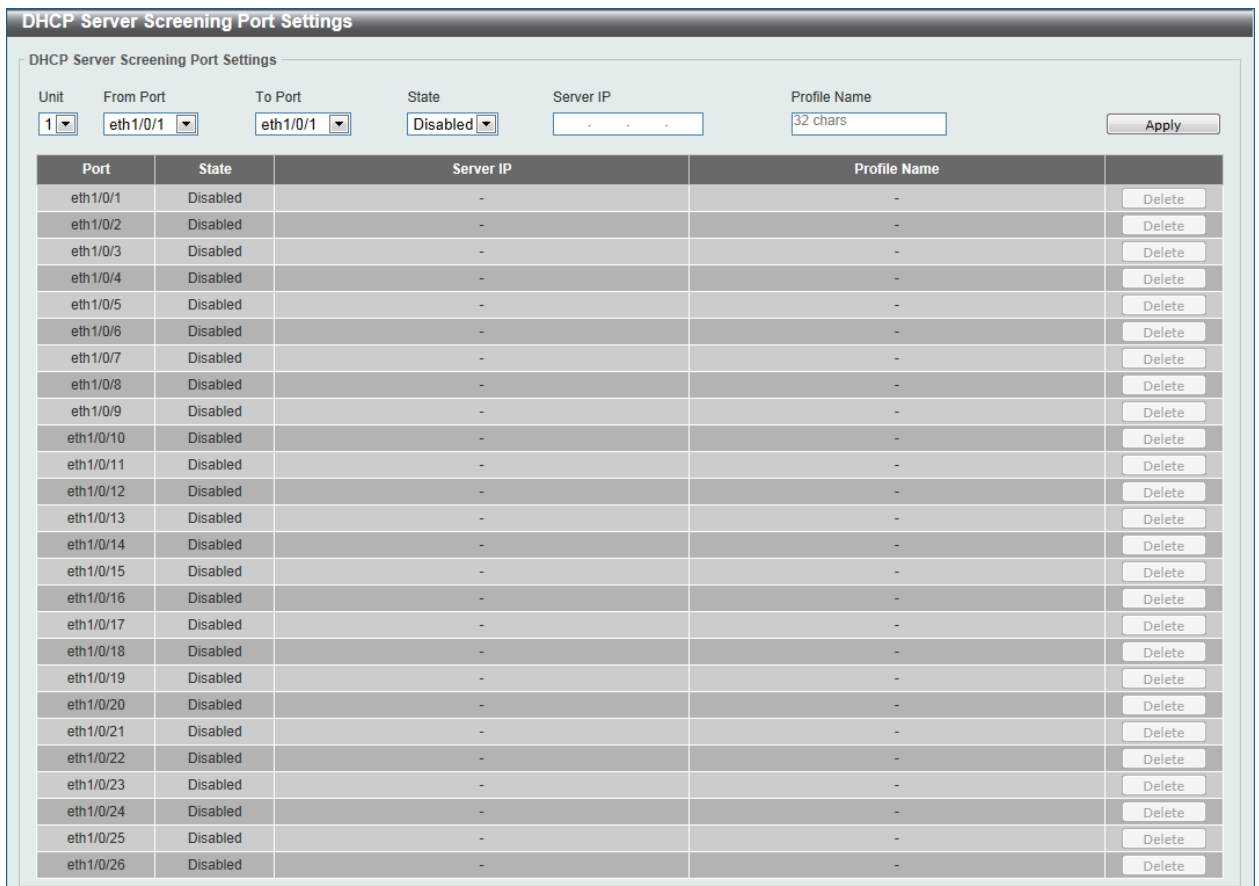 DHCP Server Screening Port Settings
DHCP Server Screening Port Settings
Unit From Port To Port State Server IP Profile Name
1 eth1/0/1 eth1/0/1 Disabled . . . 32 chars Apply
Port State Server IP Profile Name
eth1/0/1 Disabled - - Delete
eth1/0/2 Disabled - - Delete
eth1/0/3 Disabled - - Delete
eth1/0/4 Disabled - - Delete
eth1/0/5 Disabled - - Delete
eth1/0/6 Disabled - - Delete
eth1/0/7 Disabled - - Delete
eth1/0/8 Disabled - - Delete
eth1/0/9 Disabled - - Delete
eth1/0/10 Disabled - - Delete
eth1/0/11 Disabled - - Delete
eth1/0/12 Disabled - - Delete
eth1/0/13 Disabled - - Delete
eth1/0/14 Disabled - - Delete
eth1/0/15 Disabled - - Delete
eth1/0/16 Disabled - - Delete
eth1/0/17 Disabled - - Delete
eth1/0/18 Disabled - - Delete
eth1/0/19 Disabled - - Delete
eth1/0/20 Disabled - - Delete
eth1/0/21 Disabled - - Delete
eth1/0/22 Disabled - - Delete
eth1/0/23 Disabled - - Delete
eth1/0/24 Disabled - - Delete
eth1/0/25 Disabled - - Delete
eth1/0/26 Disabled - - Delete